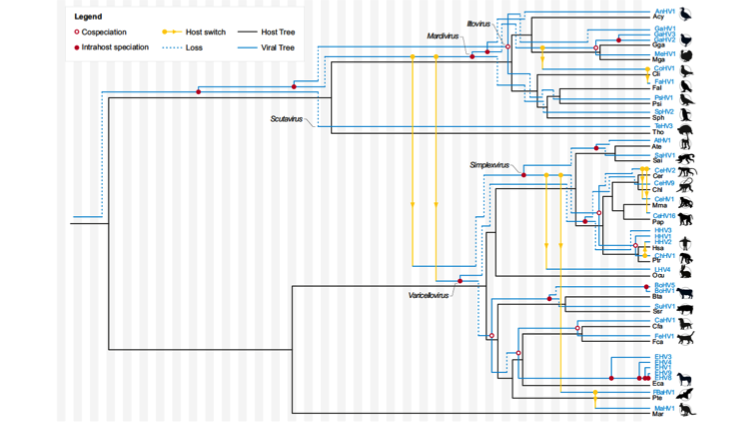 Legend
Cospeciation
Host switch
Host Tree
Intrahost speciation
Loss
Viral Tree
Iltovirus
Mardivirus
Scutavirus
Simplexvirus
Varicellovirus
AnHV1
Acy
GaHV1
GaHV3
GaHV2
Gga
MeHV1
Mga
CoHV1
Cli
FaHV1
Fal
PsHV1
Psi
SpHV2
Sph
TeHV3
Tho
AtHV1
Ate
SaHV1
Sai
CeHV2
Cer
CeHV9
Chl
CeHV1
Mma
CeHV16
Pap
HHV3
HHV1
HHV2
Hsa
ChHV1
Ptr
LHV4
Ocu
BoHV5
BoHV1
Bta
SuHV1
Ssr
CaHV1
Cfa
FeHV1
Fca
EHV3
EHV4
EHV1
EHV9
EHV8
Eca
Pte
MaHV1
Mar